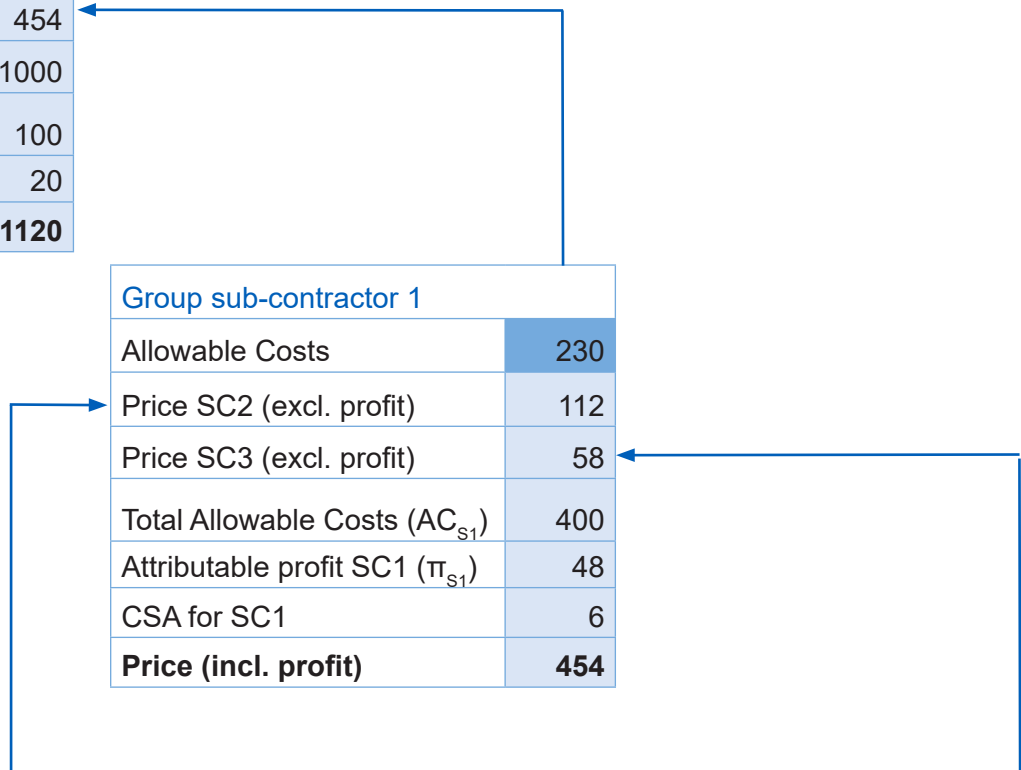 454
1000
100
20
1120
Group sub-contractor 1
Allowable Costs 230
Price SC2 (excl. profit) 112
Price SC3 (excl. profit) 58
Total Allowable Costs (AC_S1) 400
Attributable profit SC1 (π_S1) 48
CSA for SC1 6
Price (incl. profit) 454